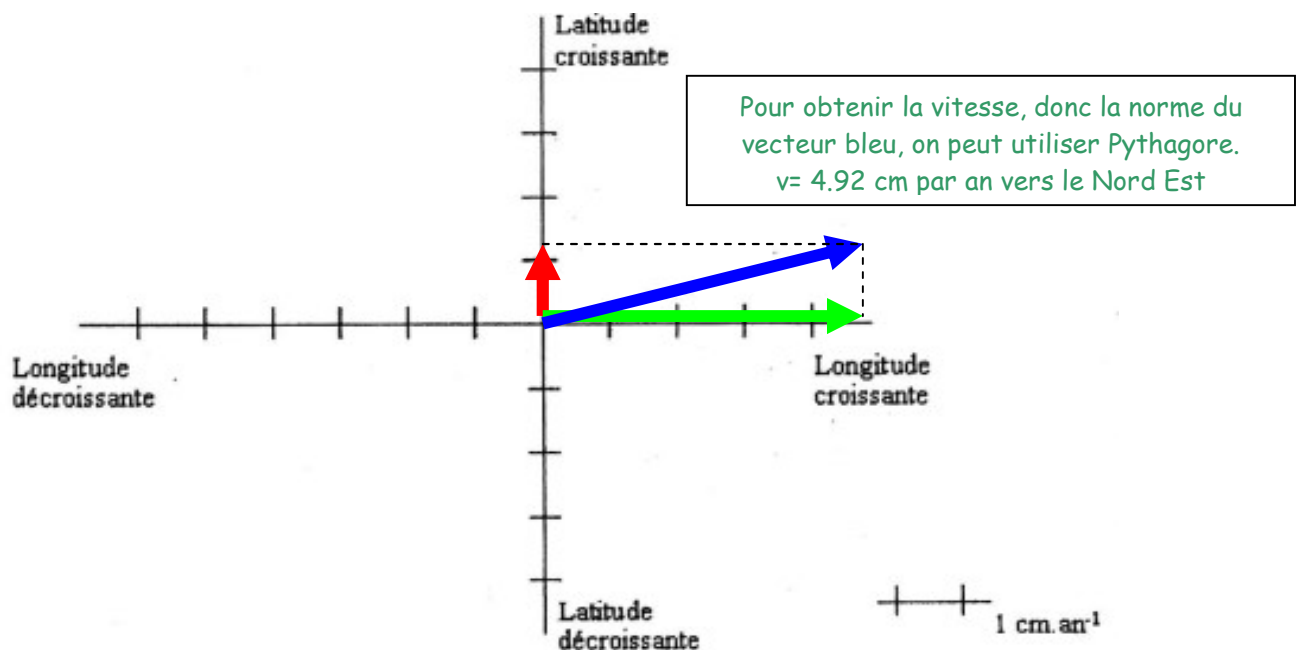 Latitude
croissante
Pour obtenir la vitesse, donc la norme du
vecteur bleu, on peut utiliser Pythagore.
v= 4.92 cm par an vers le Nord Est
Longitude
décroissante
Longitude
croissante
Latitude
décroissante
1 cm.an-1